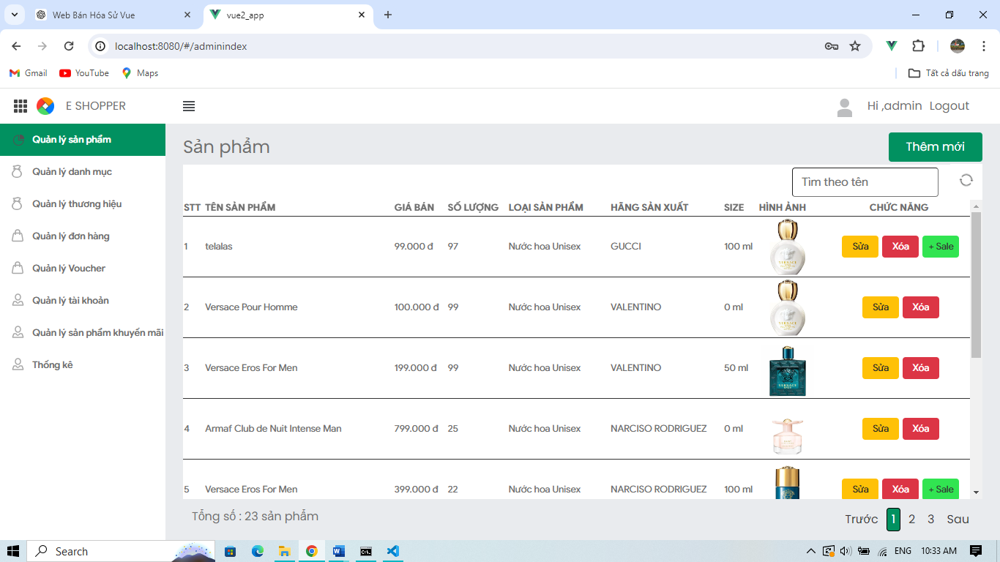 Web Bán Hóa Sử Vue
vue2_app
localhost:8080/#/adminindex
Gmail YouTube Maps Tất cả dấu trang
E SHOPPER Hi ,admin Logout
Quản lý sản phẩm
Quản lý danh mục
Quản lý thương hiệu
Quản lý đơn hàng
Quản lý Voucher
Quản lý tài khoản
Quản lý sản phẩm khuyến mãi
Thống kê
Sản phẩm Thêm mới
Tìm theo tên
STT TÊN SẢN PHẨM GIÁ BÁN SỐ LƯỢNG LOẠI SẢN PHẨM HÃNG SẢN XUẤT SIZE HÌNH ẢNH CHỨC NĂNG
1 telalas 99.000 đ 97 Nước hoa Unisex GUCCI 100 ml Sửa Xóa + Sale
2 Versace Pour Homme 100.000 đ 99 Nước hoa Unisex VALENTINO 0 ml Sửa Xóa
3 Versace Eros For Men 199.000 đ 99 Nước hoa Unisex VALENTINO 50 ml Sửa Xóa
4 Armaf Club de Nuit Intense Man 799.000 đ 25 Nước hoa Unisex NARCISO RODRIGUEZ 0 ml Sửa Xóa
5 Versace Eros For Men 399.000 đ 22 Nước hoa Unisex NARCISO RODRIGUEZ 100 ml Sửa Xóa + Sale
Tổng số : 23 sản phẩm Trước 1 2 3 Sau
Search ENG 10:33 AM